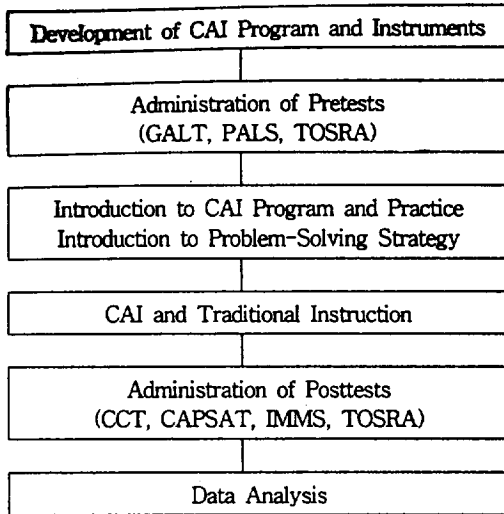 Development of CAI Program and Instruments
Administration of Pretests
(GALT, PALS, TOSRA)
Introduction to CAI Program and Practice
Introduction to Problem-Solving Strategy
CAI and Traditional Instruction
Administration of Posttests
(CCT, CAPSAT, IMMS, TOSRA)
Data Analysis